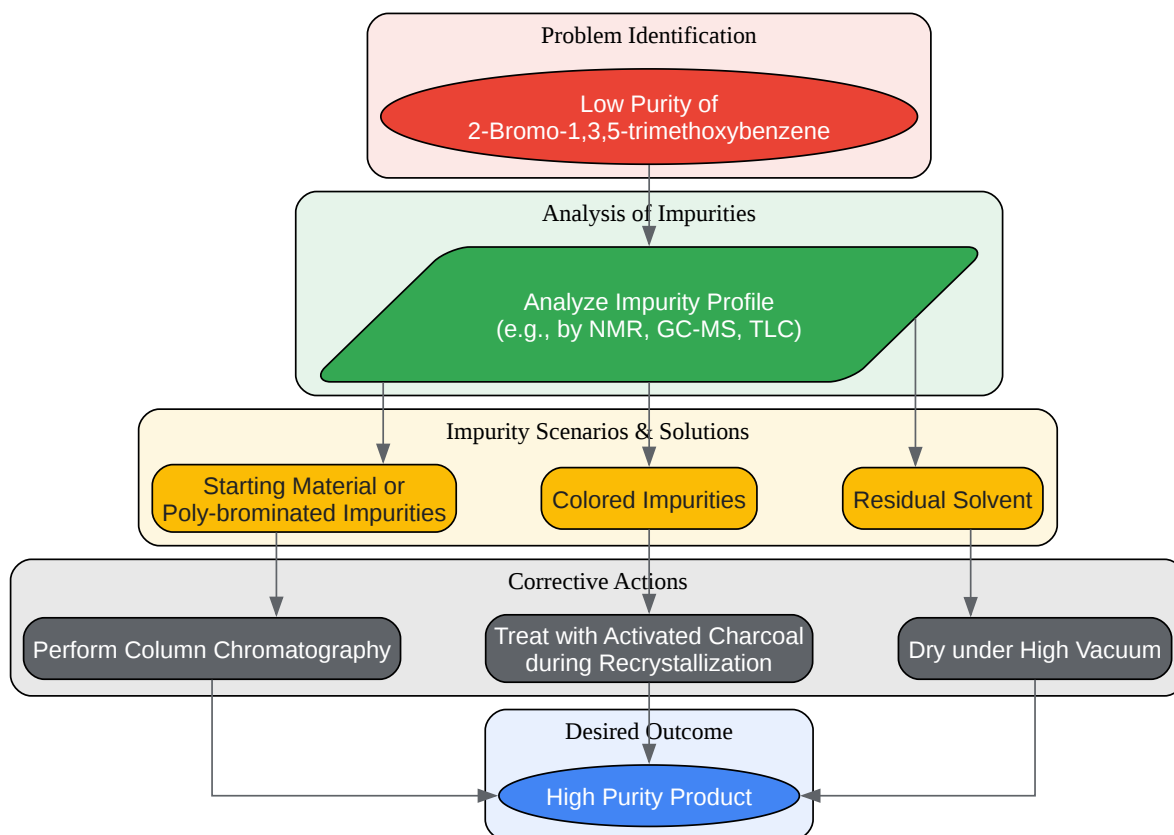 Problem Identification
Low Purity of
2-Bromo-1,3,5-trimethoxybenzene
Analysis of Impurities
Analyze Impurity Profile
(e.g., by NMR, GC-MS, TLC)
Impurity Scenarios & Solutions
Starting Material or
Poly-brominated Impurities
Colored Impurities
Residual Solvent
Corrective Actions
Perform Column Chromatography
Treat with Activated Charcoal
during Recrystallization
Dry under High Vacuum
Desired Outcome
High Purity Product